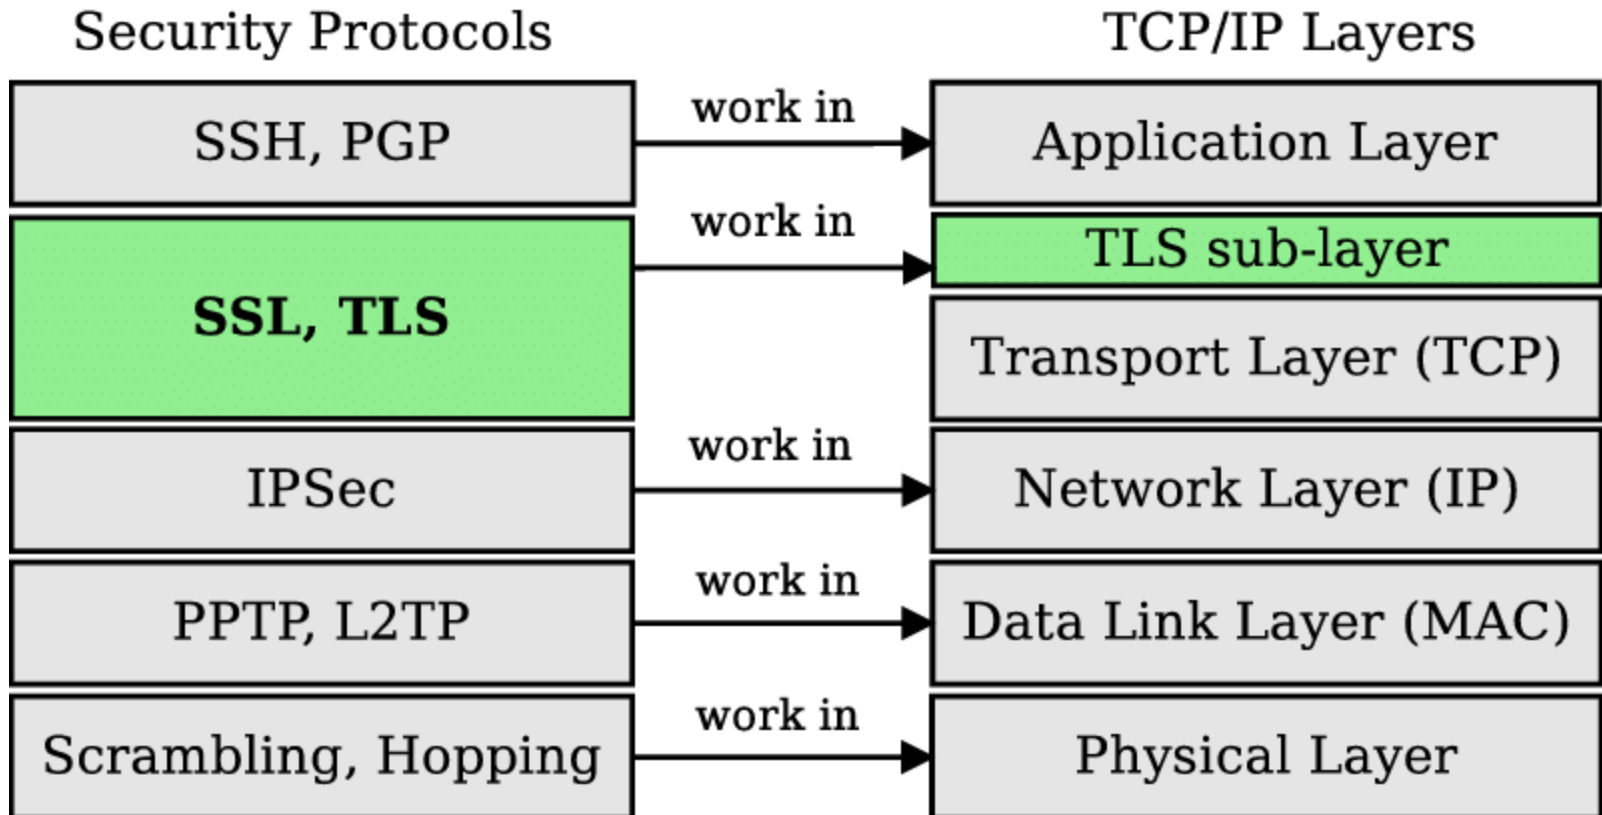 Security Protocols
TCP/IP Layers
SSH, PGP
work in
Application Layer
SSL, TLS
work in
TLS sub-layer
Transport Layer (TCP)
IPSec
work in
Network Layer (IP)
PPTP, L2TP
work in
Data Link Layer (MAC)
Scrambling, Hopping
work in
Physical Layer